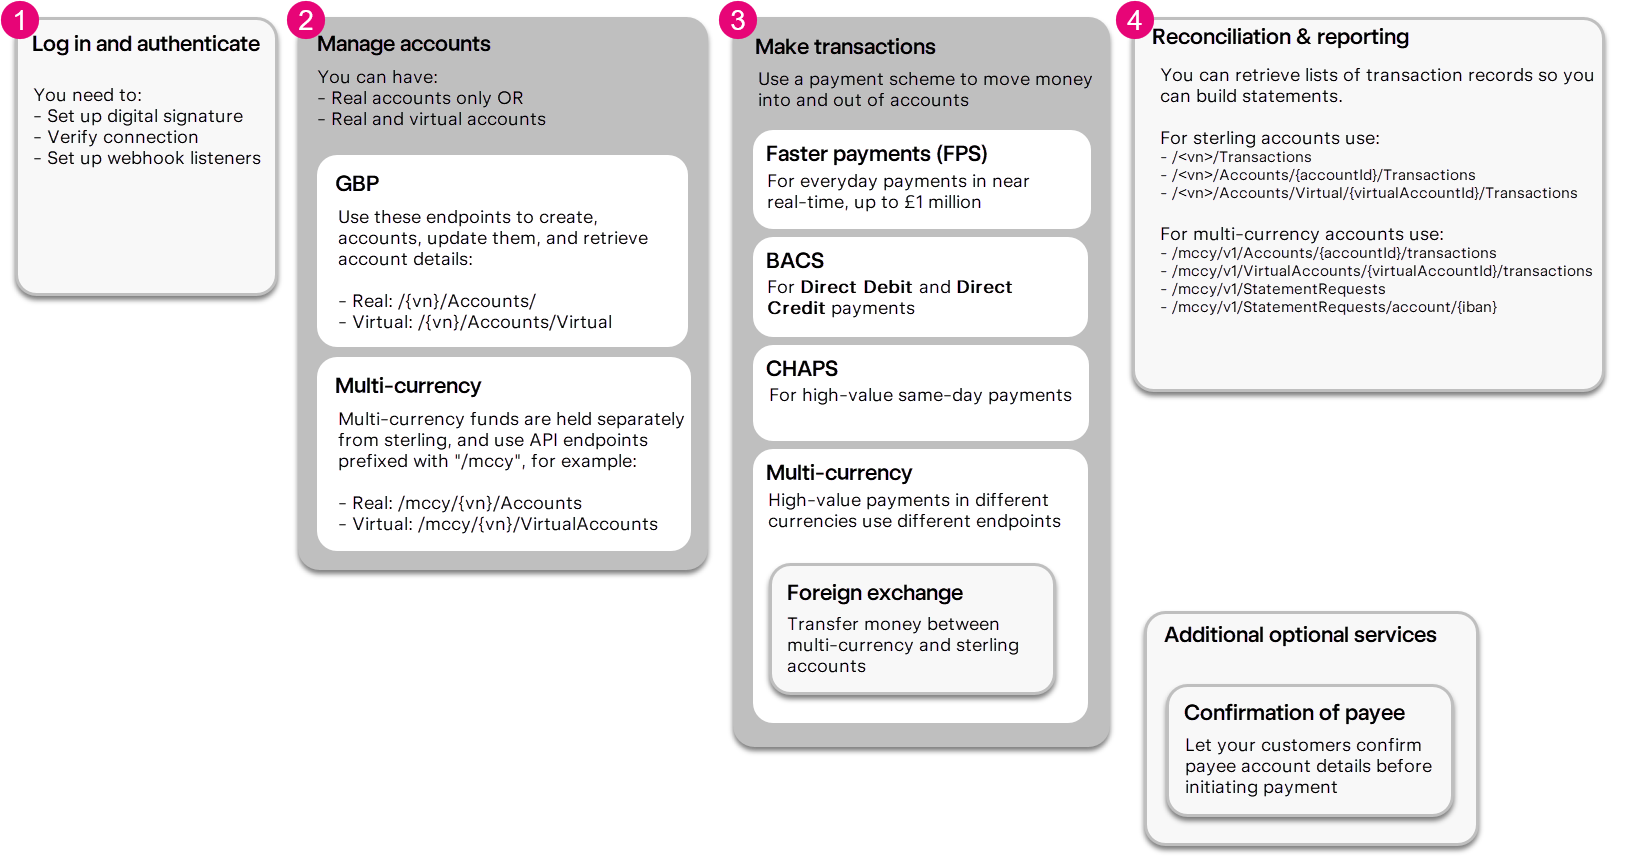 1
Log in and authenticate
You need to:
- Set up digital signature
- Verify connection
- Set up webhook listeners
2
Manage accounts
You can have:
- Real accounts only OR
- Real and virtual accounts
GBP
Use these endpoints to create,
accounts, update them, and retrieve
account details:
- Real: /{vn}/Accounts/
- Virtual: /{vn}/Accounts/Virtual
Multi-currency
Multi-currency funds are held separately
from sterling, and use API endpoints
prefixed with "/mccy", for example:
- Real: /mccy/{vn}/Accounts
- Virtual: /mccy/{vn}/VirtualAccounts
3
Make transactions
Use a payment scheme to move money
into and out of accounts
Faster payments (FPS)
For everyday payments in near
real-time, up to £1 million
BACS
For Direct Debit and Direct
Credit payments
CHAPS
For high-value same-day payments
Multi-currency
High-value payments in different
currencies use different endpoints
Foreign exchange
Transfer money between
multi-currency and sterling
accounts
4
Reconciliation & reporting
You can retrieve lists of transaction records so you
can build statements.
For sterling accounts use:
- /<vn>/Transactions
- /<vn>/Accounts/{accountId}/Transactions
- /<vn>/Accounts/Virtual/{virtualAccountId}/Transactions
For multi-currency accounts use:
- /mccy/v1/Accounts/{accountId}/transactions
- /mccy/v1/VirtualAccounts/{virtualAccountId}/transactions
- /mccy/v1/StatementRequests
- /mccy/v1/StatementRequests/account/{iban}
Additional optional services
Confirmation of payee
Let your customers confirm
payee account details before
initiating payment